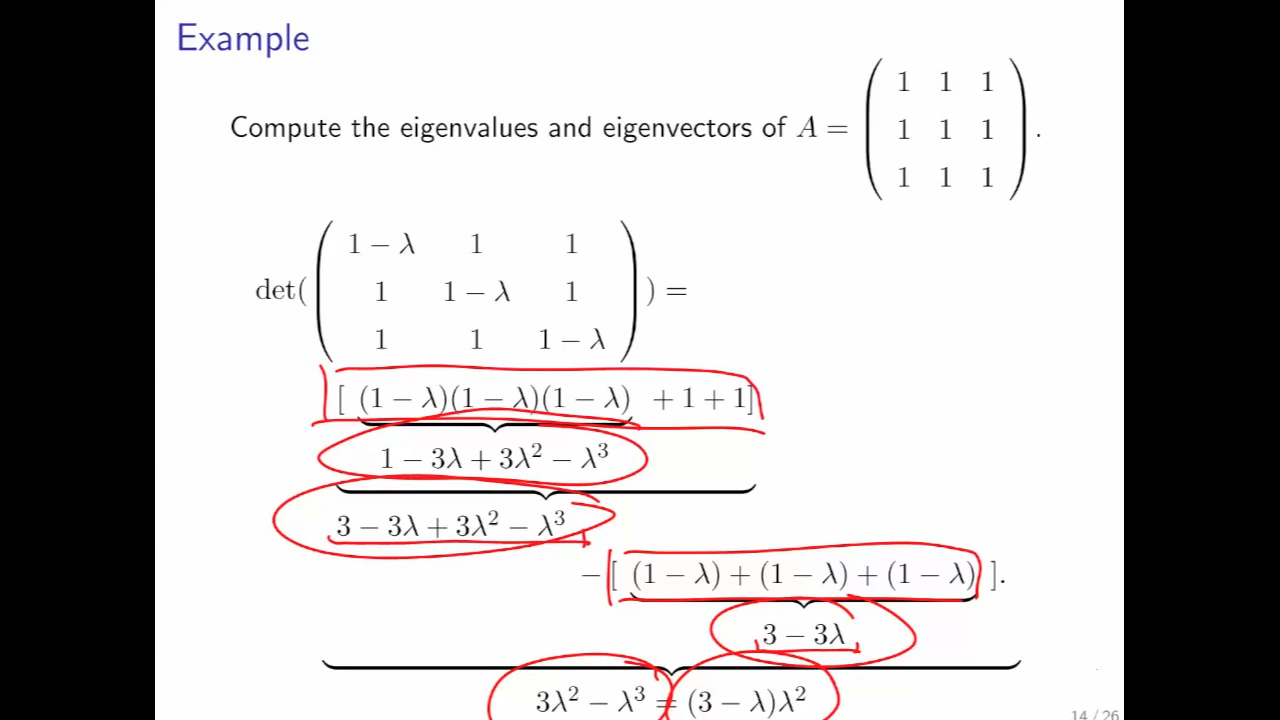 Example
Compute the eigenvalues and eigenvectors of A = ( 1 1 1
1 1 1
1 1 1 ) .
det( ( 1 − λ 1 1
1 1 − λ 1
1 1 1 − λ ) ) =
[ (1 − λ)(1 − λ)(1 − λ) + 1 + 1]
1 − 3λ + 3λ² − λ³
3 − 3λ + 3λ² − λ³
− [ (1 − λ) + (1 − λ) + (1 − λ) ].
3 − 3λ
3λ² − λ³ = (3 − λ)λ²
14 / 26